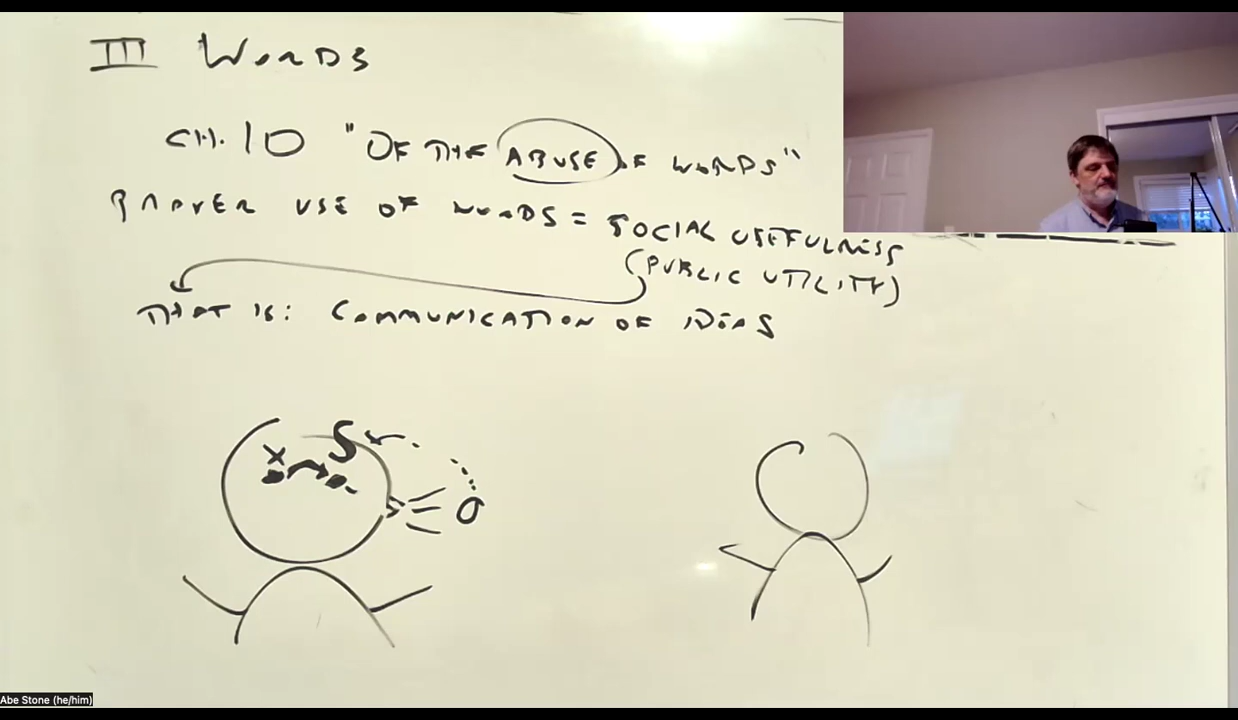 III WORDS
CH. 10 "OF THE ABUSE OF WORDS"
PROPER USE OF WORDS = SOCIAL USEFULNESS
(PUBLIC UTILITY)
THAT IS: COMMUNICATION OF IDEAS
X S
σ
Abe Stone (he/him)